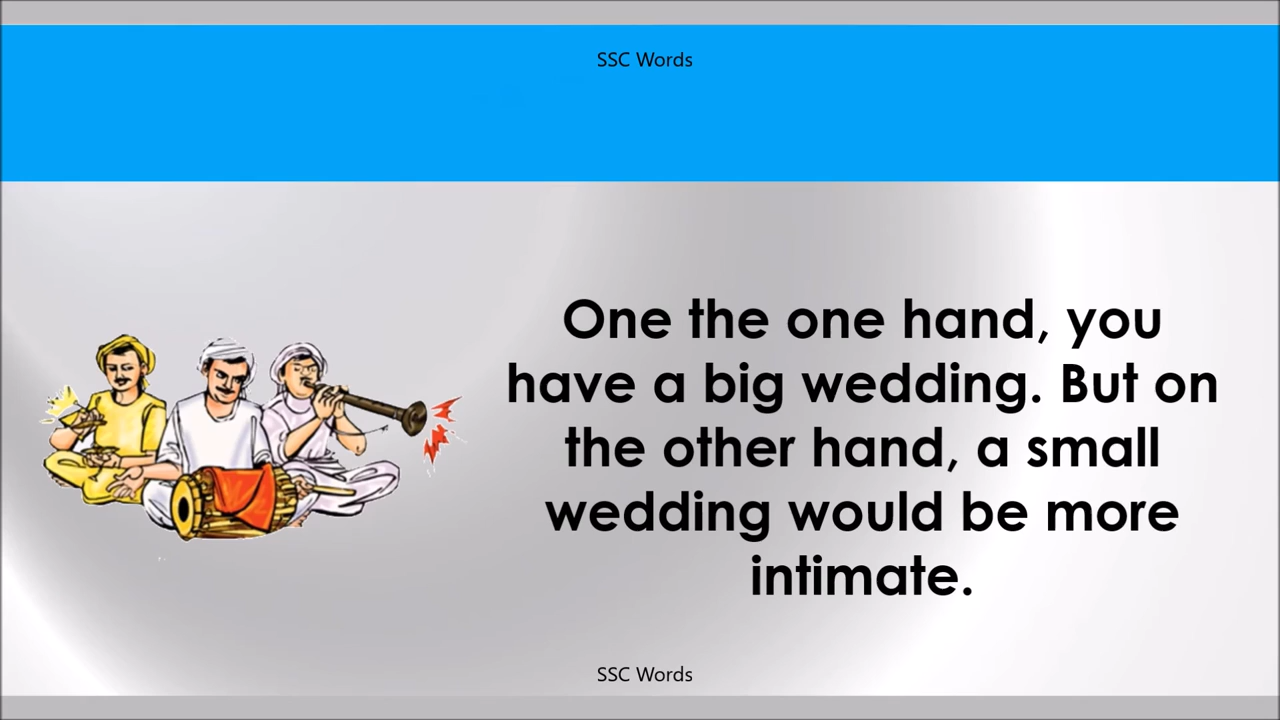 SSC Words
One the one hand, you
have a big wedding. But on
the other hand, a small
wedding would be more
intimate.
SSC Words